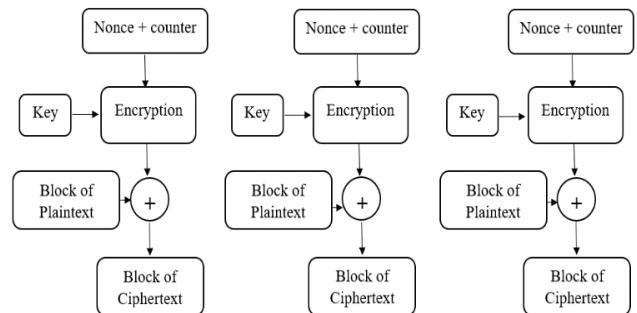 Nonce + counter
Nonce + counter
Nonce + counter
Key
Encryption
Key
Encryption
Key
Encryption
Block of
Plaintext
+
Block of
Plaintext
+
Block of
Plaintext
+
Block of
Ciphertext
Block of
Ciphertext
Block of
Ciphertext